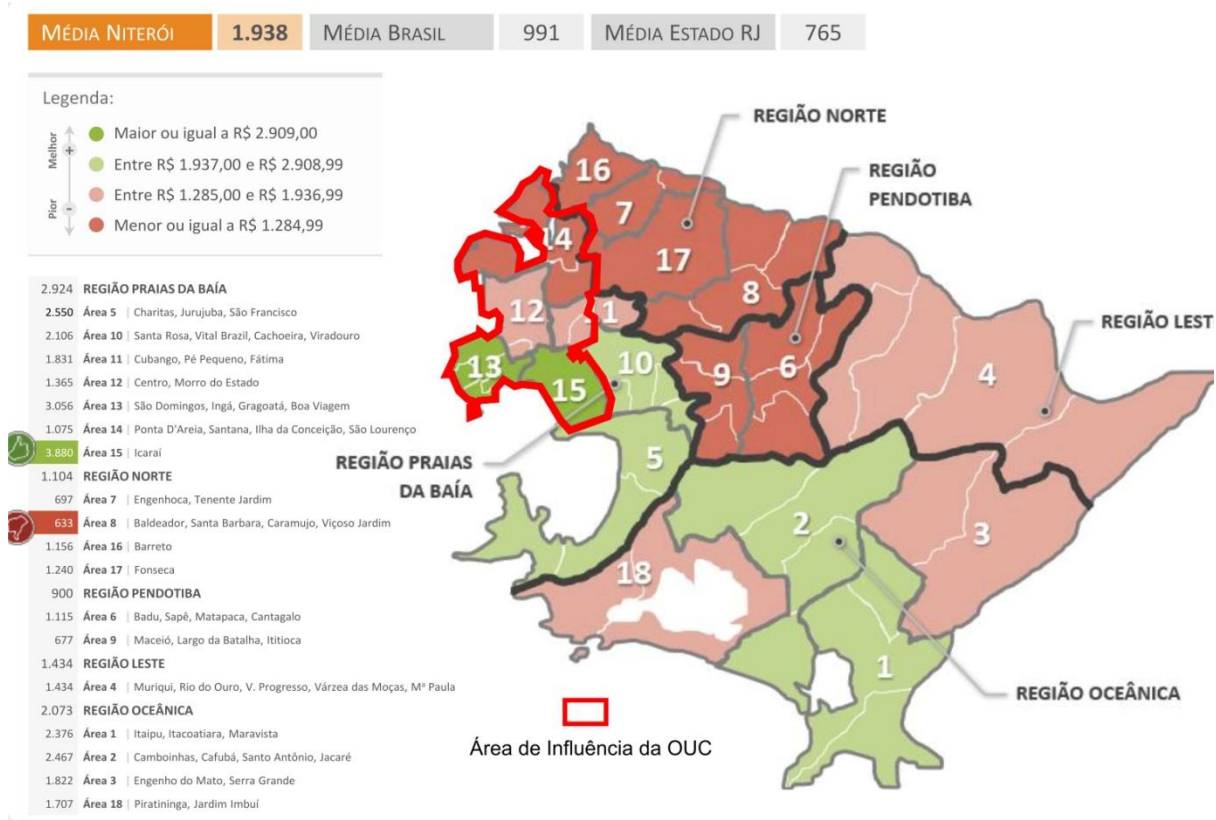 MÉDIA NITERÓI 1.938 MÉDIA BRASIL 991 MÉDIA ESTADO RJ 765
Legenda:
Melhor
+
-
Pior
Maior ou igual a R$ 2.909,00
Entre R$ 1.937,00 e R$ 2.908,99
Entre R$ 1.285,00 e R$ 1.936,99
Menor ou igual a R$ 1.284,99
2.924 REGIÃO PRAIAS DA BAÍA
2.550 Área 5 | Charitas, Jurujuba, São Francisco
2.106 Área 10 | Santa Rosa, Vital Brazil, Cachoeira, Viradouro
1.831 Área 11 | Cubango, Pé Pequeno, Fátima
1.365 Área 12 | Centro, Morro do Estado
3.056 Área 13 | São Domingos, Ingá, Gragoatá, Boa Viagem
1.075 Área 14 | Ponta D'Areia, Santana, Ilha da Conceição, São Lourenço
3.880 Área 15 | Icaraí
1.104 REGIÃO NORTE
697 Área 7 | Engenhoca, Tenente Jardim
633 Área 8 | Baldeador, Santa Barbara, Caramujo, Viçoso Jardim
1.156 Área 16 | Barreto
1.240 Área 17 | Fonseca
900 REGIÃO PENDOTIBA
1.115 Área 6 | Badu, Sapê, Matapaca, Cantagalo
677 Área 9 | Maceió, Largo da Batalha, Ititioca
1.434 REGIÃO LESTE
1.434 Área 4 | Muriqui, Rio do Ouro, V. Progresso, Várzea das Moças, Mª Paula
2.073 REGIÃO OCEÂNICA
2.376 Área 1 | Itaipu, Itacoatiara, Maravista
2.467 Área 2 | Camboinhas, Cafubá, Santo Antônio, Jacaré
1.822 Área 3 | Engenho do Mato, Serra Grande
1.707 Área 18 | Piratininga, Jardim Imbuí
REGIÃO NORTE
REGIÃO
PENDOTIBA
REGIÃO LEST
REGIÃO PRAIAS
DA BAÍA
REGIÃO OCEÂNICA
16
7
14
17
8
12
11
13
15
10
9
6
4
5
2
3
18
1
Área de Influência da OUC